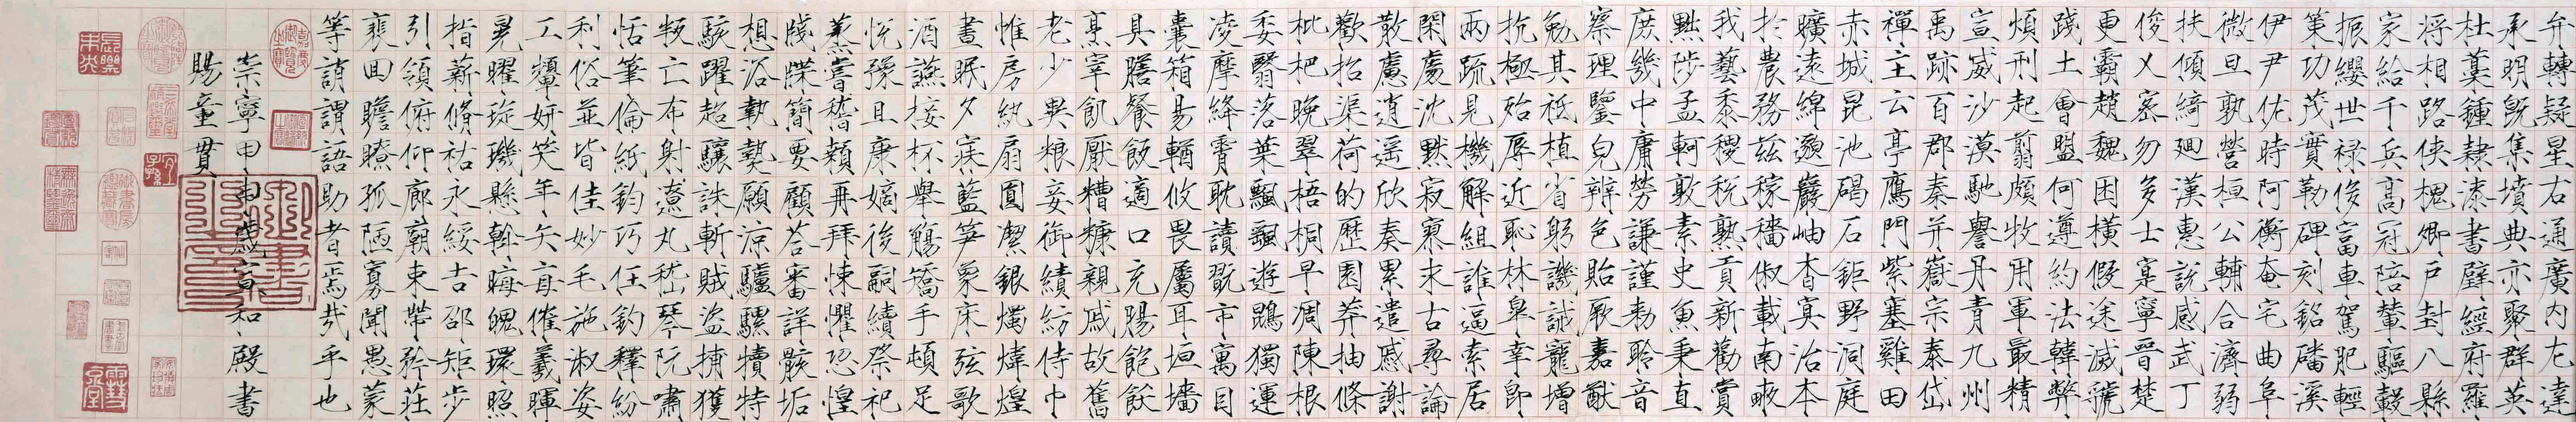 弁轉疑星右通廣內左達
承明既集墳典亦聚群英
杜藁鍾隸漆書壁經府羅
将相路俠槐卿戶封八縣
家給千兵高冠陪輦驅轂
振纓世禄侈富車駕肥輕
策功茂實勒碑刻銘磻溪
伊尹佐時阿衡奄宅曲阜
微旦孰營桓公輔合濟弱
扶傾綺迴漢惠說感武丁
俊乂密勿多士寔寧晉楚
更霸趙魏困橫假途滅虢
踐土會盟何遵約法韓弊
煩刑起翦頗牧用軍最精
宣威沙漠馳譽丹青九州
禹跡百郡秦并嶽宗泰岱
禪主云亭鴈門紫塞雞田
赤城昆池碣石鉅野洞庭
曠遠綿邈巖岫杳冥治本
於農務茲稼穡俶載南畝
我藝黍稷稅熟貢新勸賞
黜陟孟軻敦素史魚秉直
庶幾中庸勞謙謹勅聆音
察理鑒皃辨色貽厥嘉猷
勉其祗植省躬譏誡寵增
抗極殆辱近恥林皐幸即
兩疏見機解組誰逼索居
閑處沈默寂寥求古尋論
散慮逍遥欣奏累遣慼謝
歡招渠荷的歷園莽抽條
枇杷晚翠梧桐早凋陳根
委翳落葉飄颻遊鵾獨運
凌摩絳霄耽讀翫市寓目
囊箱易輶攸畏屬耳垣墻
具膳餐飯適口充腸飽飫
烹宰飢厭糟糠親戚故舊
老少異粮妾御績紡侍巾
帷房紈扇圓潔銀燭煒煌
晝眠夕寐藍笋象床弦歌
酒讌接杯舉觴矯手頓足
悅豫且康嫡後嗣續祭祀
蒸嘗稽顙再拜悚懼恐惶
牋牒簡要顧答審詳骸垢
想浴執熱願涼驢騾犢特
駭躍超驤誅斬賊盜捕獲
叛亡布射遼丸嵇琴阮嘯
恬筆倫紙鈞巧任釣釋紛
利俗並皆佳妙毛施淑姿
工顰妍笑年矢每催羲暉
晃曜璇璣懸斡晦魄環照
指薪脩祜永綏吉邵矩步
引領俯仰廊廟束帶矜莊
裴回瞻眺孤陋寡聞愚蒙
等誚謂語助者焉哉乎也
崇寧甲申歲宣和殿書
賜童貫